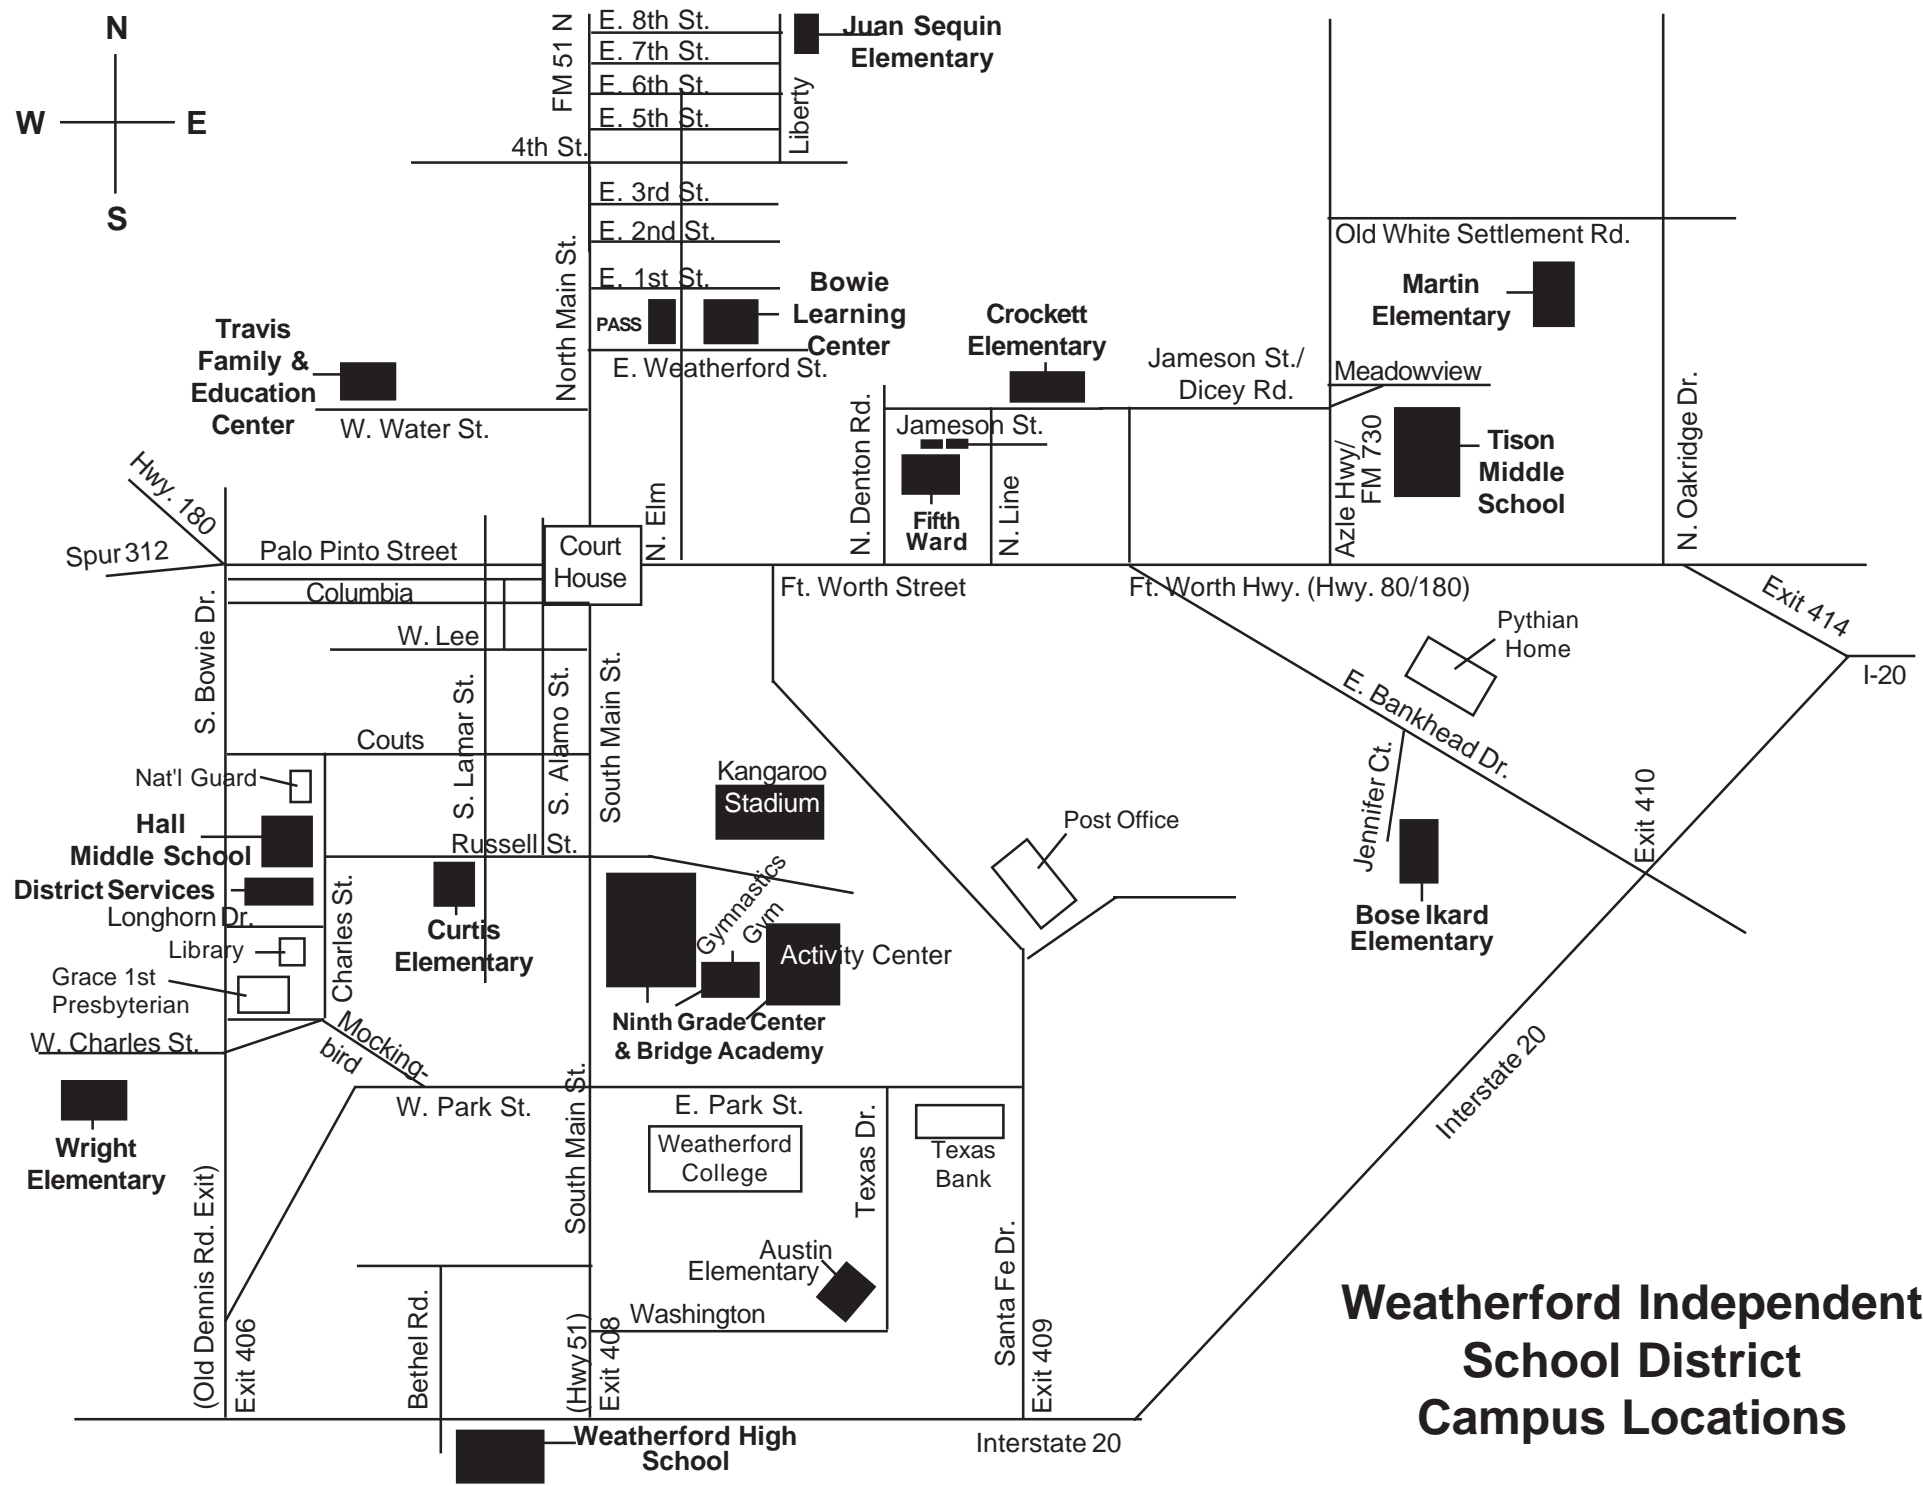 N
W
E
S
FM 51 N
E. 8th St.
E. 7th St.
E. 6th St.
E. 5th St.
4th St.
Liberty
Juan Sequin
Elementary
E. 3rd St.
E. 2nd St.
E. 1st St.
North Main St.
PASS
Bowie
Learning
Center
E. Weatherford St.
Travis
Family &
Education
Center
W. Water St.
Crockett
Elementary
Jameson St./
Dicey Rd.
Old White Settlement Rd.
Martin
Elementary
Meadowview
Azle Hwy/
FM 730
Tison
Middle
School
N. Oakridge Dr.
N. Denton Rd.
Jameson St.
Fifth
Ward
N. Line
N. Elm
Hwy. 180
Spur 312
Palo Pinto Street
Court
House
Columbia
W. Lee
Ft. Worth Street
Ft. Worth Hwy. (Hwy. 80/180)
Exit 414
I-20
Pythian
Home
E. Bankhead Dr.
Jennifer Ct.
Exit 410
Bose Ikard
Elementary
S. Bowie Dr.
S. Lamar St.
S. Alamo St.
South Main St.
Couts
Nat'l Guard
Hall
Middle School
District Services
Longhorn Dr.
Library
Grace 1st
Presbyterian
Charles St.
W. Charles St.
Mocking-
bird
Russell St.
Curtis
Elementary
Kangaroo
Stadium
Gymnastics
Gym
Activity Center
Ninth Grade Center
& Bridge Academy
Post Office
Wright
Elementary
W. Park St.
E. Park St.
South Main St.
Weatherford
College
Texas Dr.
Texas
Bank
Austin
Elementary
Washington
Santa Fe Dr.
Exit 409
(Old Dennis Rd. Exit)
Exit 406
Bethel Rd.
(Hwy 51)
Exit 408
Weatherford High
School
Interstate 20
Interstate 20
Weatherford Independent
School District
Campus Locations